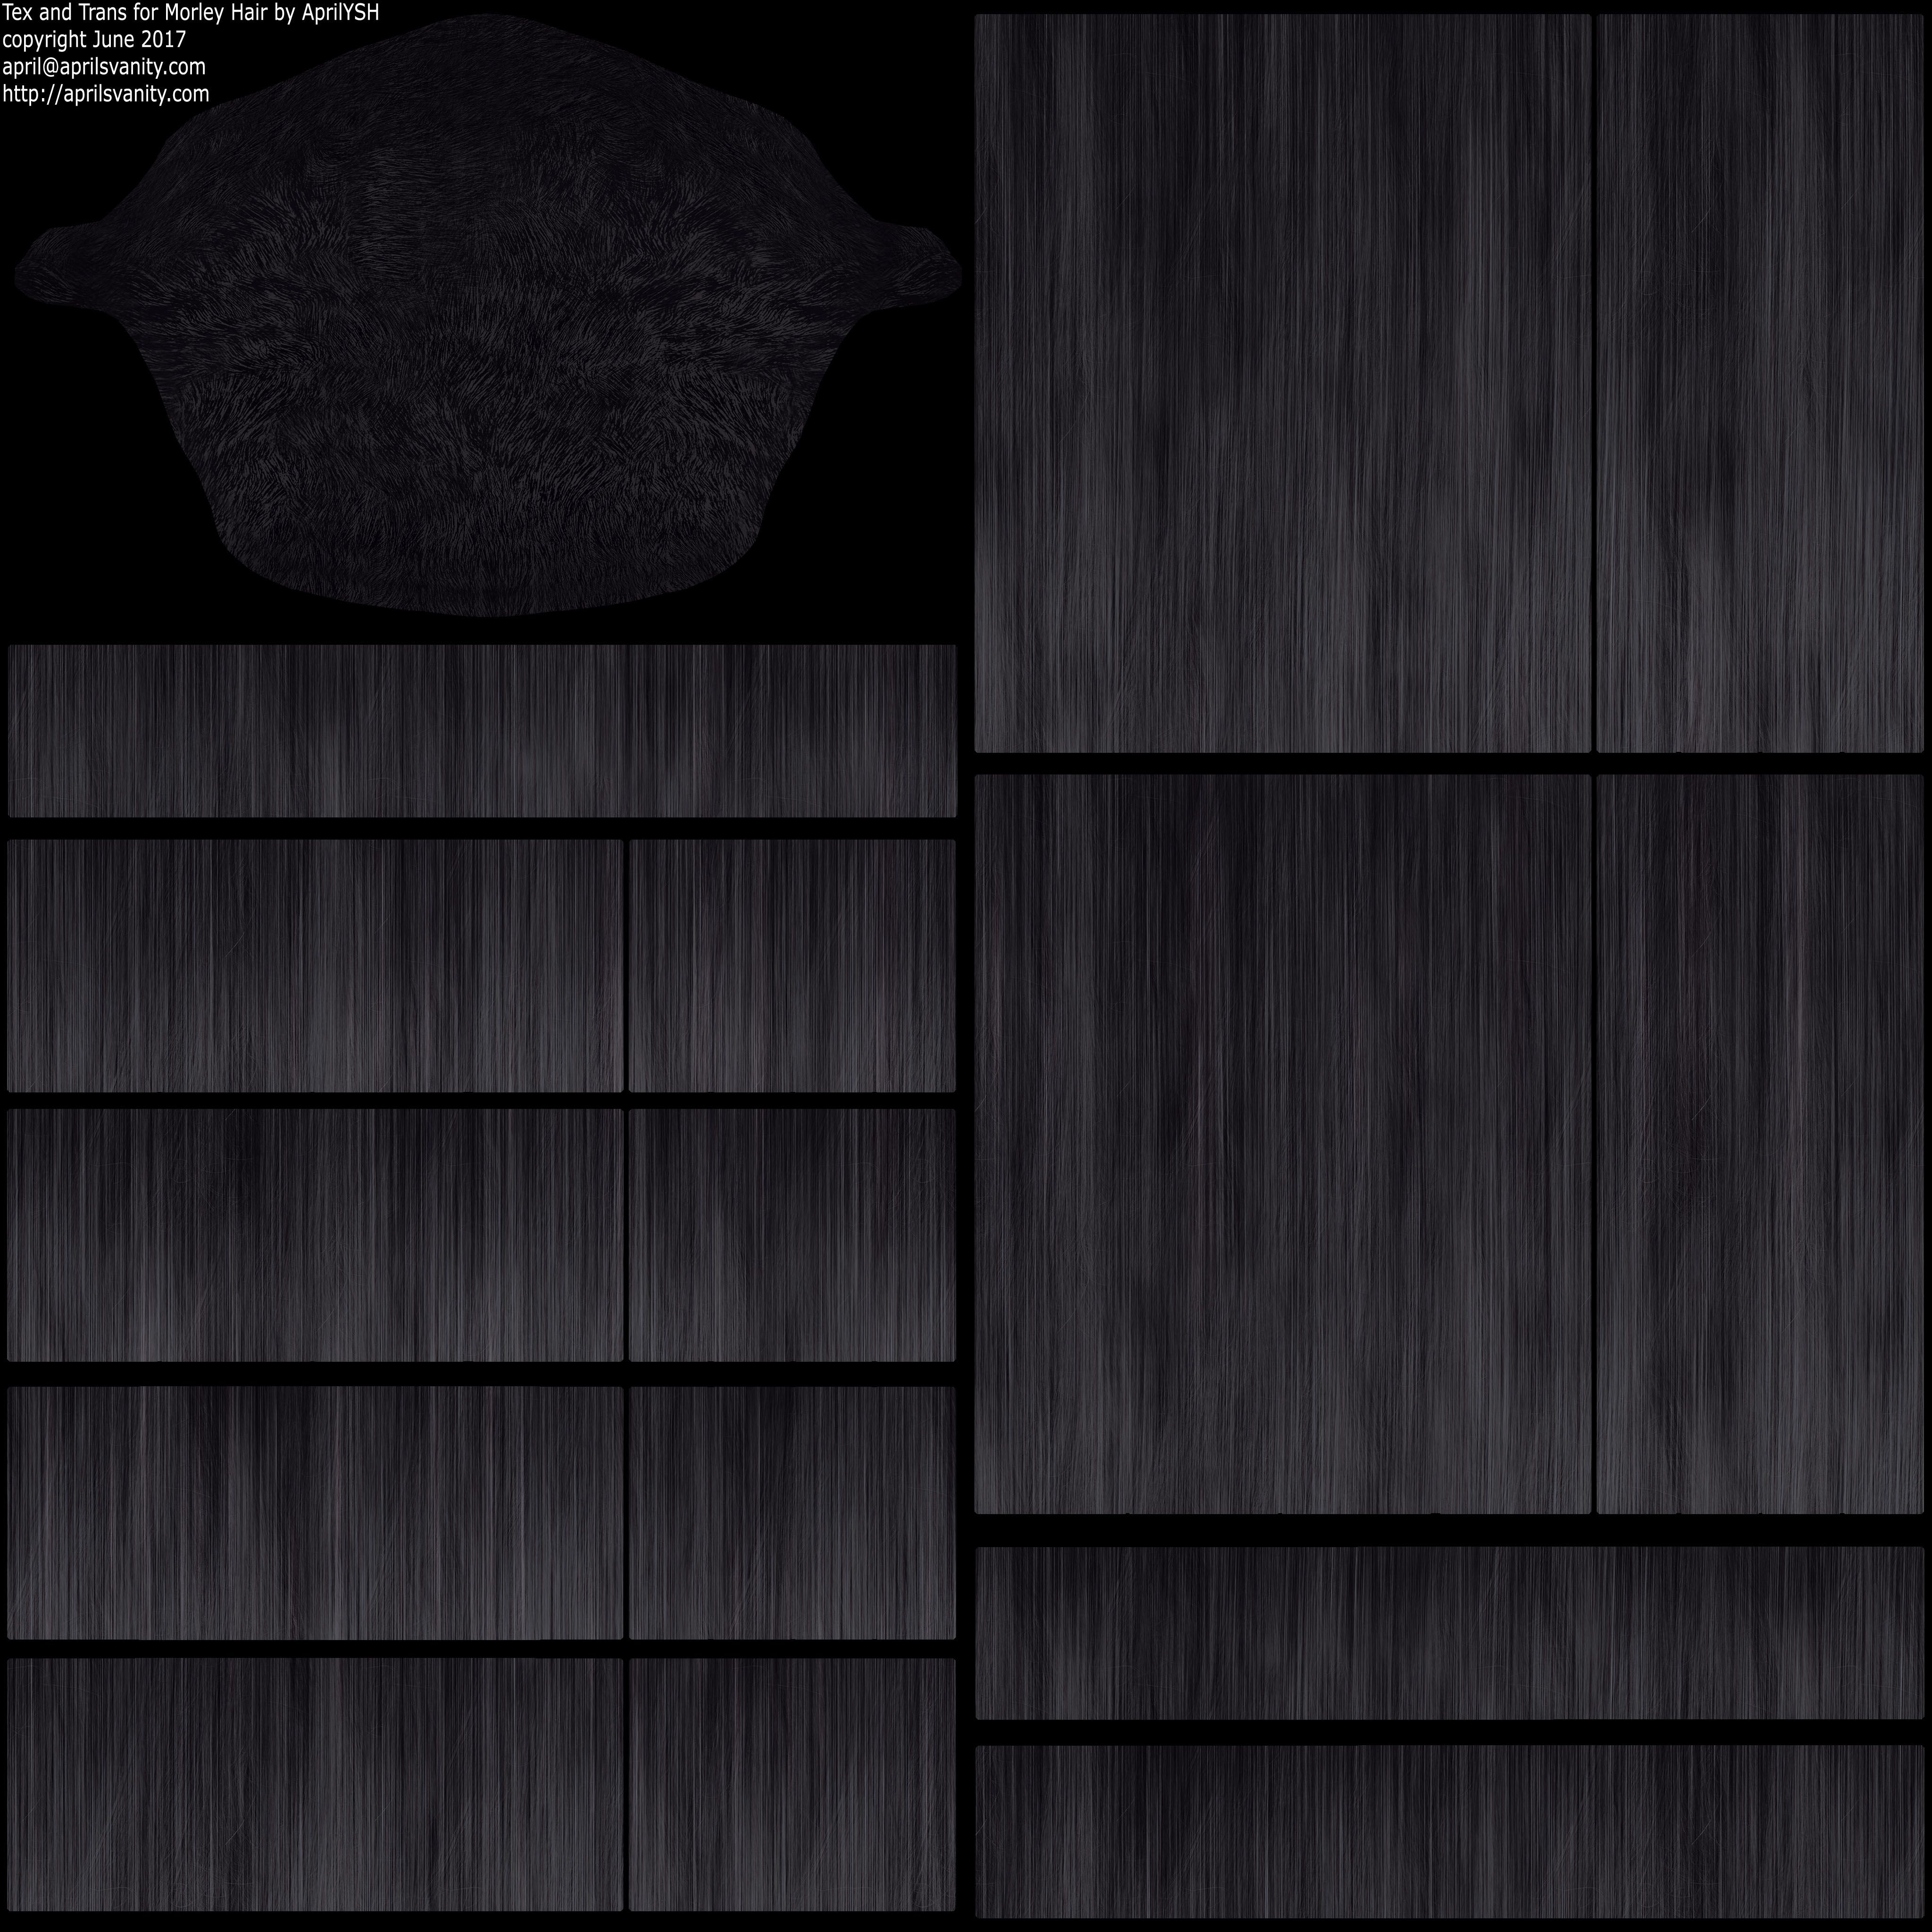 Tex and Trans for Morley Hair by AprilYSH
copyright June 2017
april@aprilsvanity.com
http://aprilsvanity.com